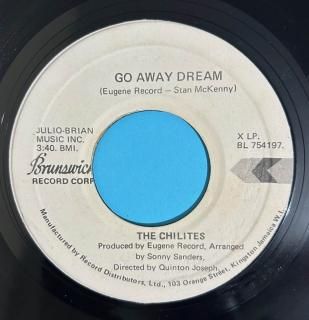 GO AWAY DREAM
(Eugene Record — Stan McKenny)
JULIO-BRIAN
MUSIC INC.
3:40. BMI.
X LP.
BL 754197.
Brunswick
RECORD CORP
THE CHILITES
Produced by Eugene Record, Arranged
by Sonny Sanders,
Directed by Quinton Joseph,
Manufactured by Record Distributors, Ltd., 103 Orange Street, Kingston Jamaica W.I.